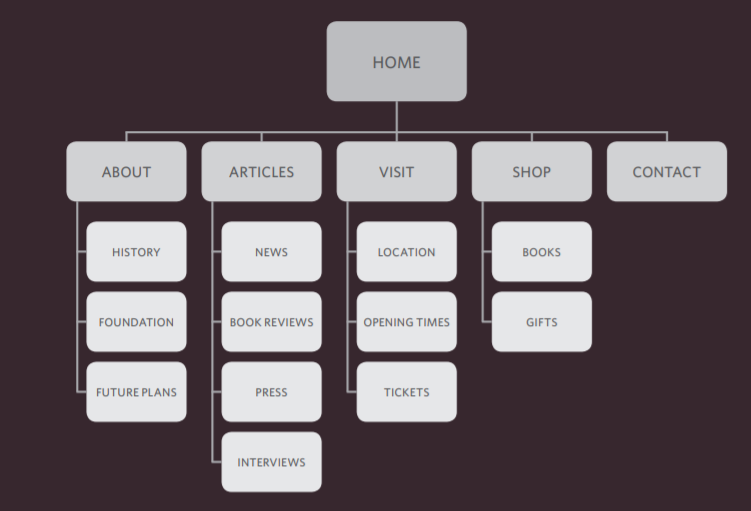 HOME
ABOUT
ARTICLES
VISIT
SHOP
CONTACT
HISTORY
NEWS
LOCATION
BOOKS
FOUNDATION
BOOK REVIEWS
OPENING TIMES
GIFTS
FUTURE PLANS
PRESS
TICKETS
INTERVIEWS